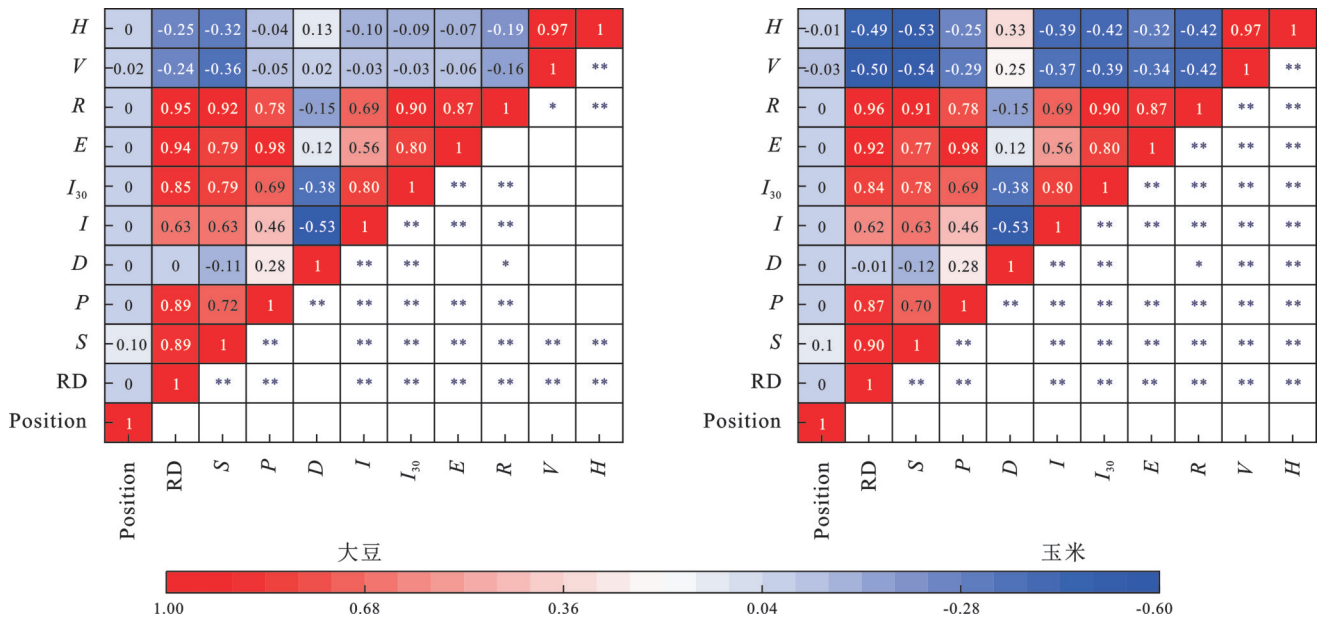 H 0 -0.25 -0.32 -0.04 0.13 -0.10 -0.09 -0.07 -0.19 0.97 1
V -0.02 -0.24 -0.36 -0.05 0.02 -0.03 -0.03 -0.06 -0.16 1 **
R 0 0.95 0.92 0.78 -0.15 0.69 0.90 0.87 1 * **
E 0 0.94 0.79 0.98 0.12 0.56 0.80 1
I₃₀ 0 0.85 0.79 0.69 -0.38 0.80 1 ** **
I 0 0.63 0.63 0.46 -0.53 1 ** ** **
D 0 0 -0.11 0.28 1 ** ** *
P 0 0.89 0.72 1 ** ** ** ** **
S 0.10 0.89 1 ** ** ** ** ** ** **
RD 0 1 ** ** ** ** ** ** ** **
Position 1
Position RD S P D I I₃₀ E R V H
大豆
H -0.01 -0.49 -0.53 -0.25 0.33 -0.39 -0.42 -0.32 -0.42 0.97 1
V -0.03 -0.50 -0.54 -0.29 0.25 -0.37 -0.39 -0.34 -0.42 1 **
R 0 0.96 0.91 0.78 -0.15 0.69 0.90 0.87 1 ** **
E 0 0.92 0.77 0.98 0.12 0.56 0.80 1 ** ** **
I₃₀ 0 0.84 0.78 0.69 -0.38 0.80 1 ** ** ** **
I 0 0.62 0.63 0.46 -0.53 1 ** ** ** ** **
D 0 -0.01 -0.12 0.28 1 ** ** * ** **
P 0 0.87 0.70 1 ** ** ** ** ** ** **
S 0.1 0.90 1 ** ** ** ** ** ** **
RD 0 1 ** ** ** ** ** ** ** **
Position 1
Position RD S P D I I₃₀ E R V H
玉米
1.00 0.68 0.36 0.04 -0.28 -0.60